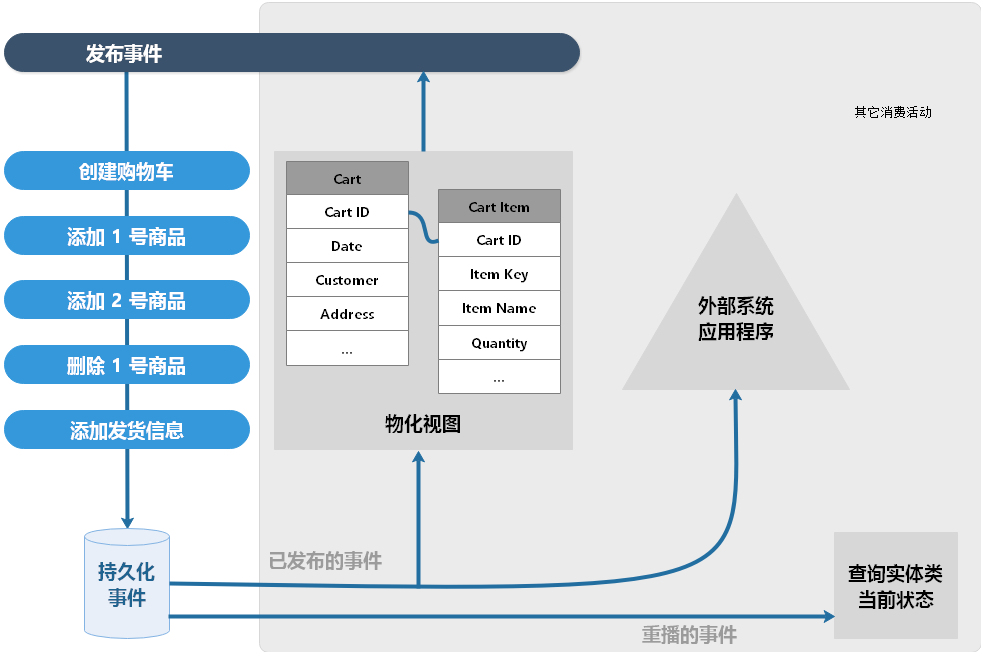 发布事件
其它消费活动
创建购物车
添加 1 号商品
添加 2 号商品
删除 1 号商品
添加发货信息
Cart
Cart ID
Date
Customer
Address
...
Cart Item
Cart ID
Item Key
Item Name
Quantity
...
物化视图
外部系统
应用程序
持久化
事件
已发布的事件
查询实体类
当前状态
重播的事件